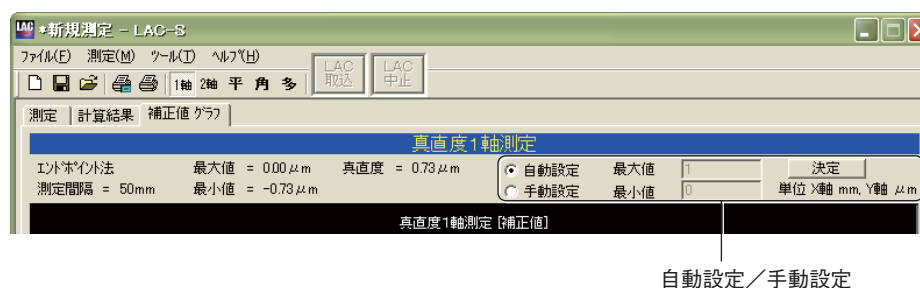 LAC *新規測定 - LAC-S
ファイル(F) 測定(M) ツール(T) ヘルプ(H)
LAC 取込
LAC 中止
1軸 2軸 平 角 多
測定 計算結果 補正値 グラフ
真直度1軸測定
エンドポイント法 最大値 = 0.00μm 真直度 = 0.73μm 自動設定 最大値 1 決定
測定間隔 = 50mm 最小値 = -0.73μm 手動設定 最小値 0 単位 X軸 mm, Y軸 μm
真直度1軸測定 [補正値]
自動設定/手動設定